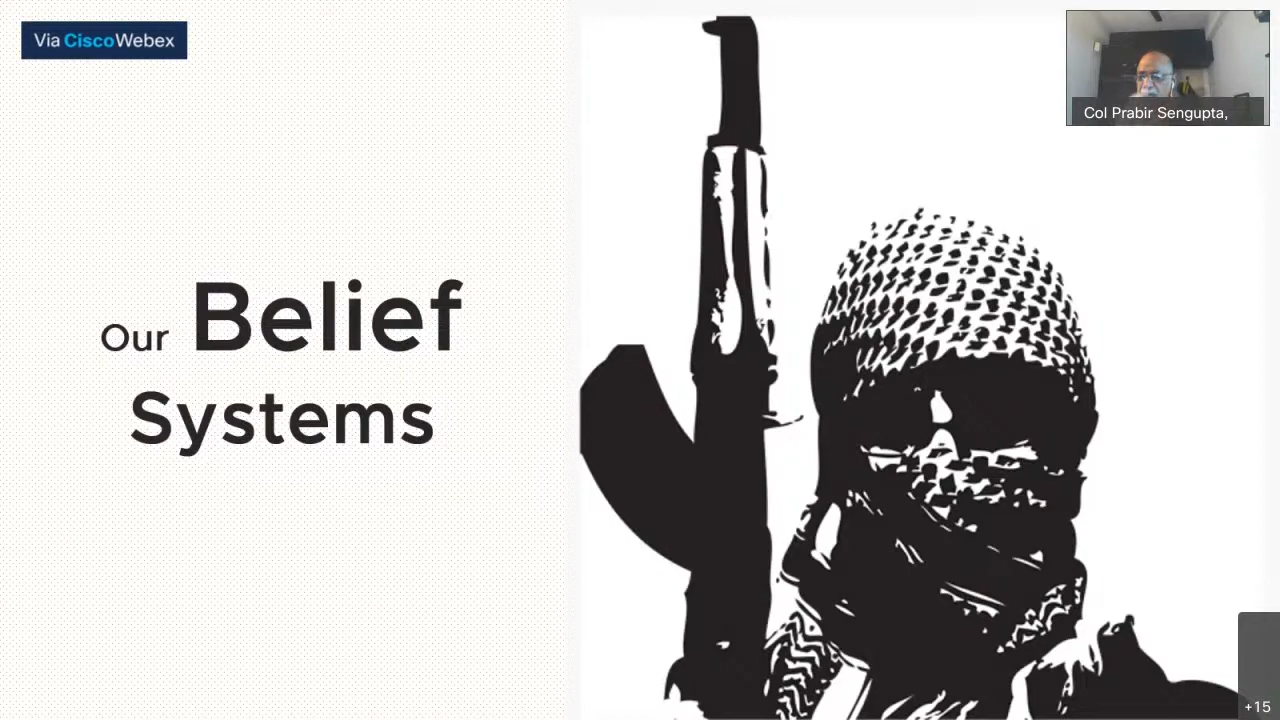 Via CiscoWebex
Col Prabir Sengupta,
Our Belief
Systems
+15